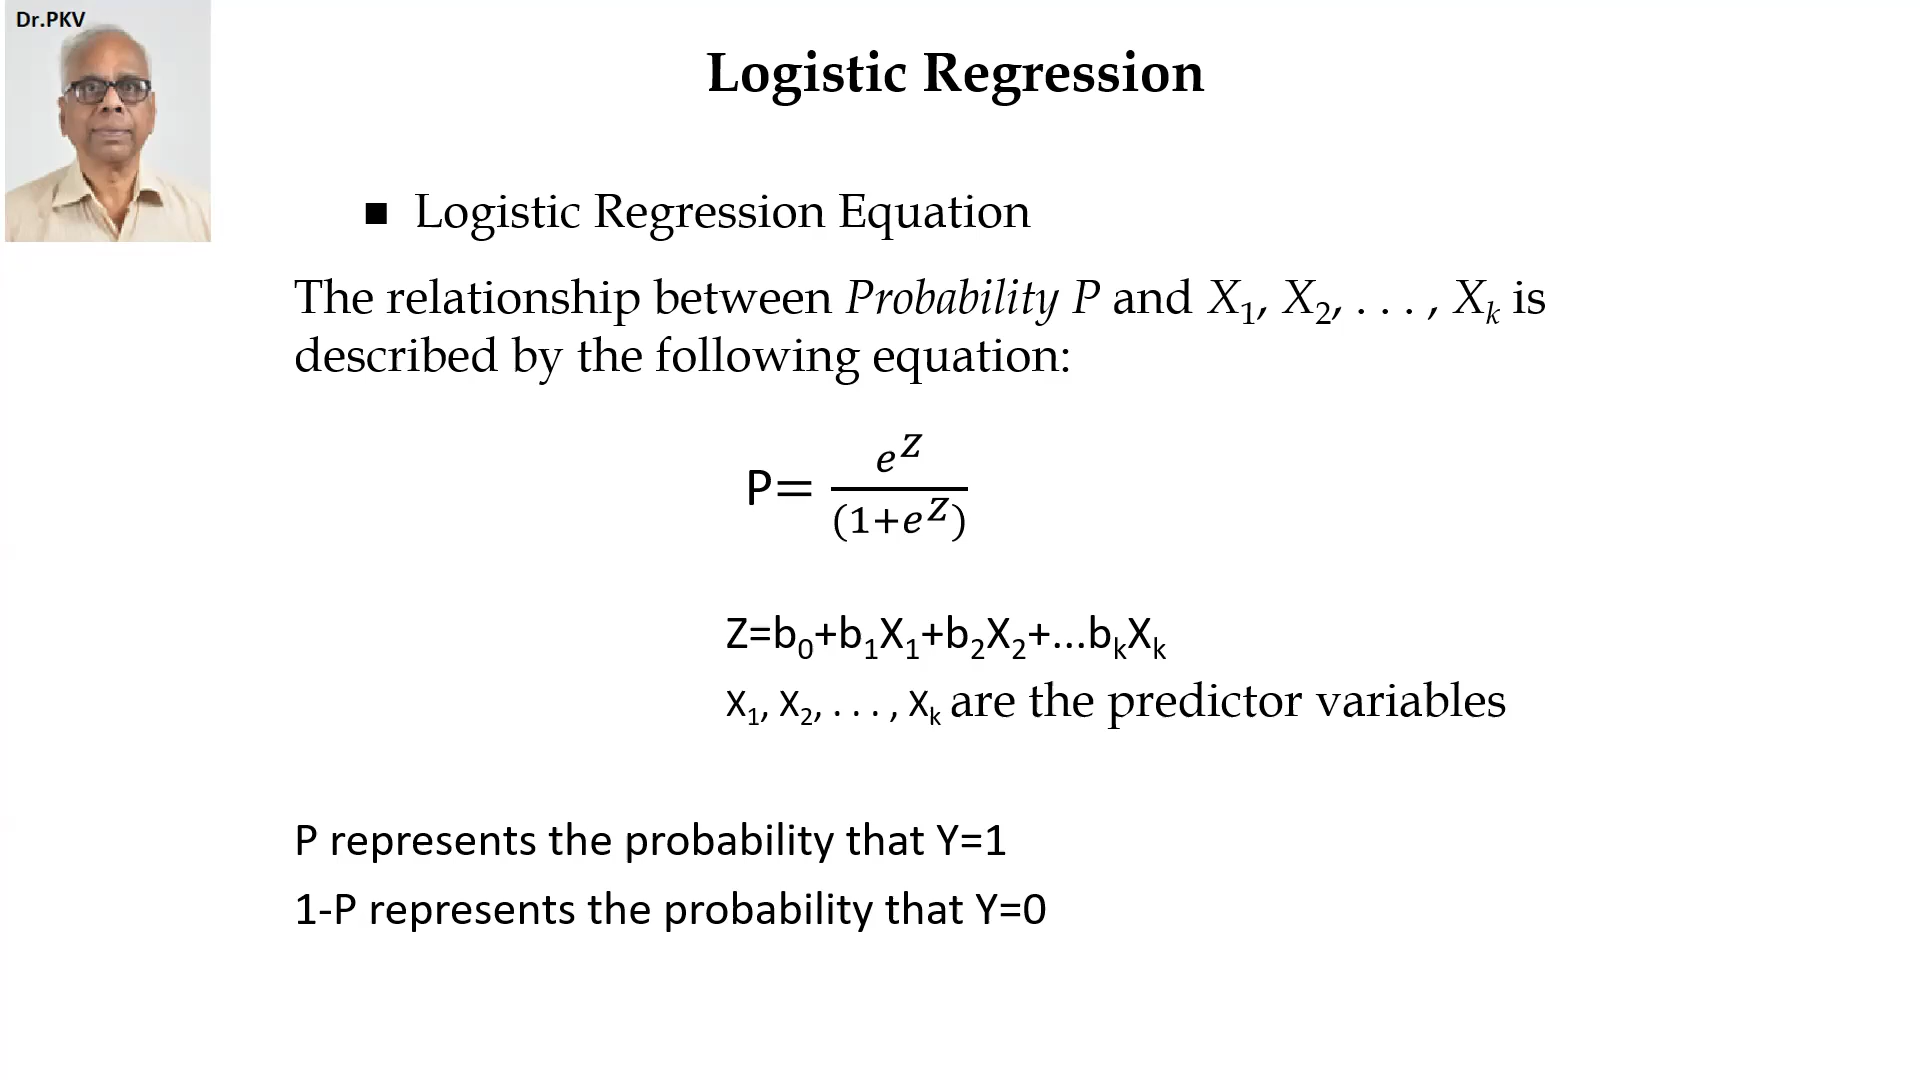 Dr.PKV
Logistic Regression
■ Logistic Regression Equation
The relationship between Probability P and X₁, X₂, . . . , Xₖ is
described by the following equation:
P= e^Z / (1+e^Z)
Z=b₀+b₁X₁+b₂X₂+...bₖXₖ
X₁, X₂, . . . , Xₖ are the predictor variables
P represents the probability that Y=1
1-P represents the probability that Y=0